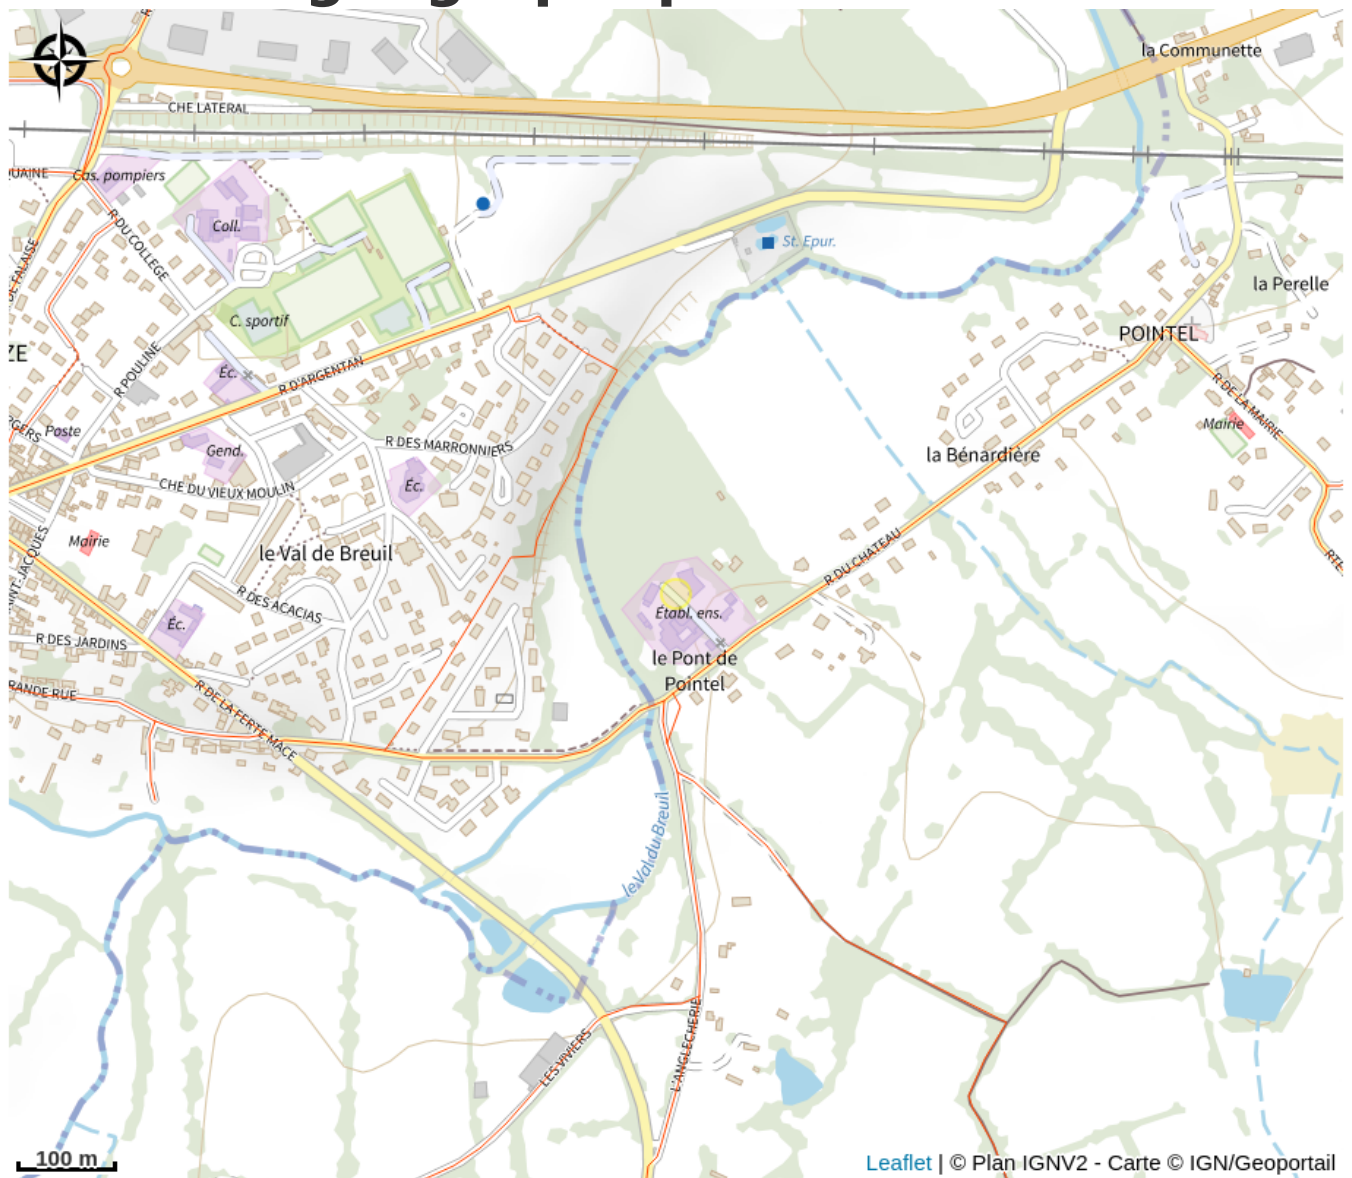 la Communette
CHE LATERAL
UAINE
Cas. pompiers
R DU COLLEGE
Coll.
St. Epur.
la Perelle
C. sportif
POINTEL
ZE
R POULINE
Éc.
R D'ARGENTAN
R DE LA MAIRIE
Mairie
Poste
Gend.
R DES MARRONNIERS
la Bénardière
CHE DU VIEUX MOULIN
Éc.
Mairie
le Val de Breuil
R DU CHATEAU
R DES ACACIAS
Établ. ens.
Éc.
R DES JARDINS
le Pont de
Pointel
RANDE RUE
R DE LA FERTE MACE
le Val du Breuil
LES VIVIERS
L'ANGLECHERIE
RTE
100 m
Leaflet | © Plan IGNV2 - Carte © IGN/Geoportail